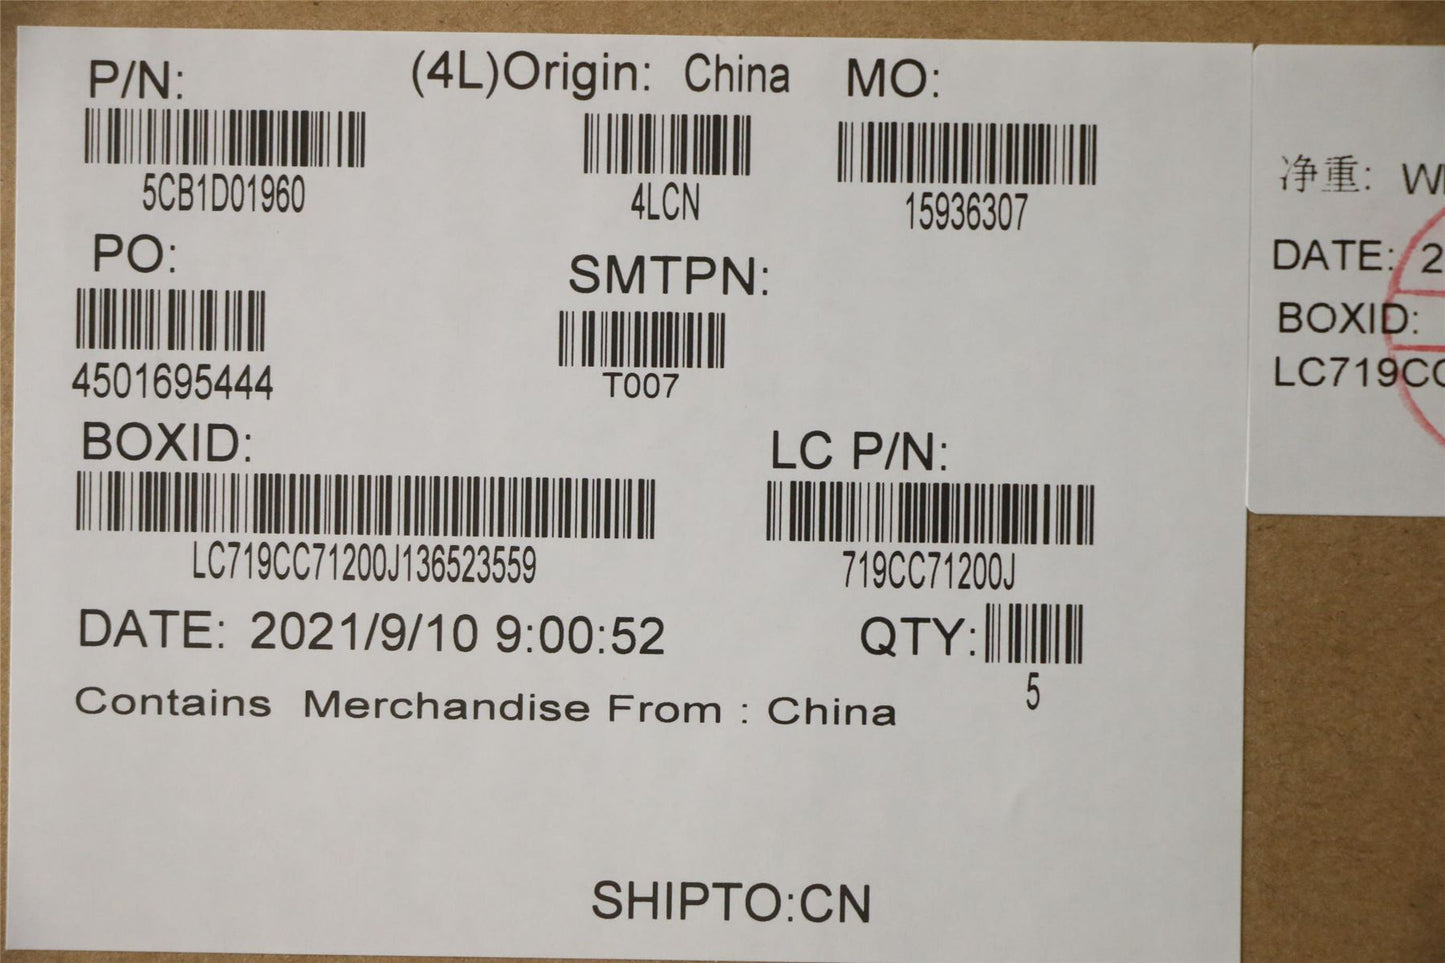 P/N:
(4L)Origin: China
MO:
5CB1D01960
4LCN
15936307
PO:
SMTPN:
4501695444
T007
BOXID:
LC P/N:
LC719CC71200J136523559
719CC71200J
DATE: 2021/9/10 9:00:52
QTY:
5
Contains Merchandise From : China
SHIPTO:CN
净重:
DATE: 2
BOXID:
LC719CC